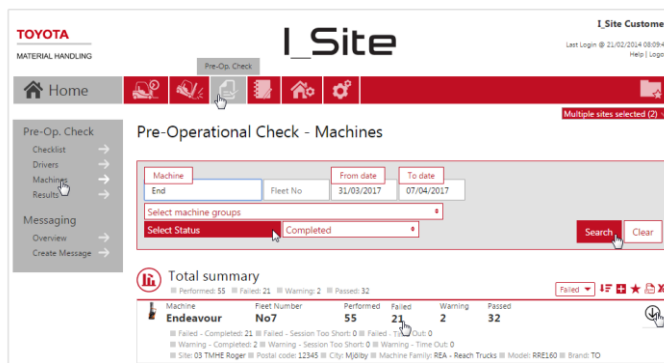 TOYOTA
MATERIAL HANDLING
I_Site
I_Site Custome
Last Login @ 21/02/2014 08:09:4
Help | Logo
Pre-Op. Check
Home
Multiple sites selected (2)
Pre-Op. Check
Checklist
Drivers
Machines
Results
Messaging
Overview
Create Message
Pre-Operational Check - Machines
Machine
From date
To date
End
Fleet No
31/03/2017
07/04/2017
Select machine groups
Select Status
Completed
Search
Clear
Total summary
Performed: 55 Failed: 21 Warning: 2 Passed: 32
Failed
Machine Fleet Number Performed Failed Warning Passed
Endeavour No7 55 21 2 32
Failed - Completed: 21 Failed - Session Too Short: 0 Failed - Time Out: 0
Warning - Completed: 2 Warning - Session Too Short: 0 Warning - Time Out: 0
Site: 03 TMHE Roger Postal code: 12345 City: Mjölby Machine Family: REA - Reach Trucks Model: RRE160 Brand: TO